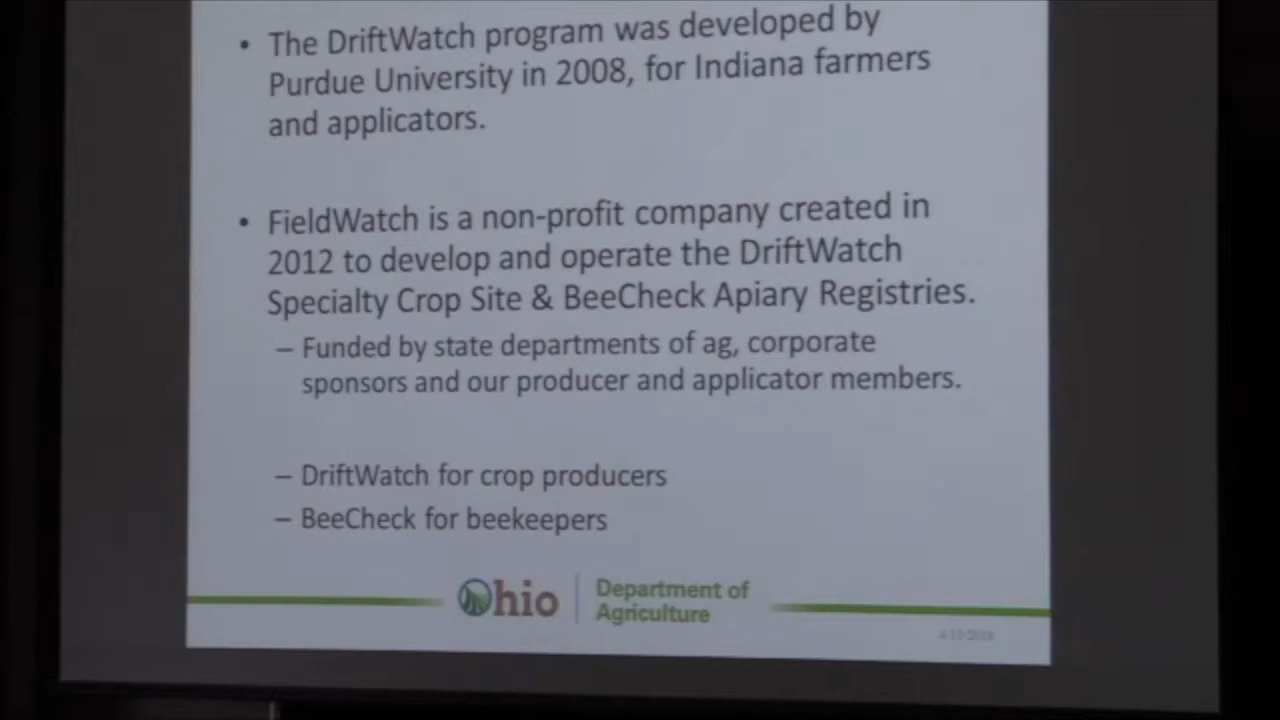 • The DriftWatch program was developed by
Purdue University in 2008, for Indiana farmers
and applicators.
• FieldWatch is a non-profit company created in
2012 to develop and operate the DriftWatch
Specialty Crop Site & BeeCheck Apiary Registries.
– Funded by state departments of ag, corporate
sponsors and our producer and applicator members.
– DriftWatch for crop producers
– BeeCheck for beekeepers
Ohio
Department of
Agriculture